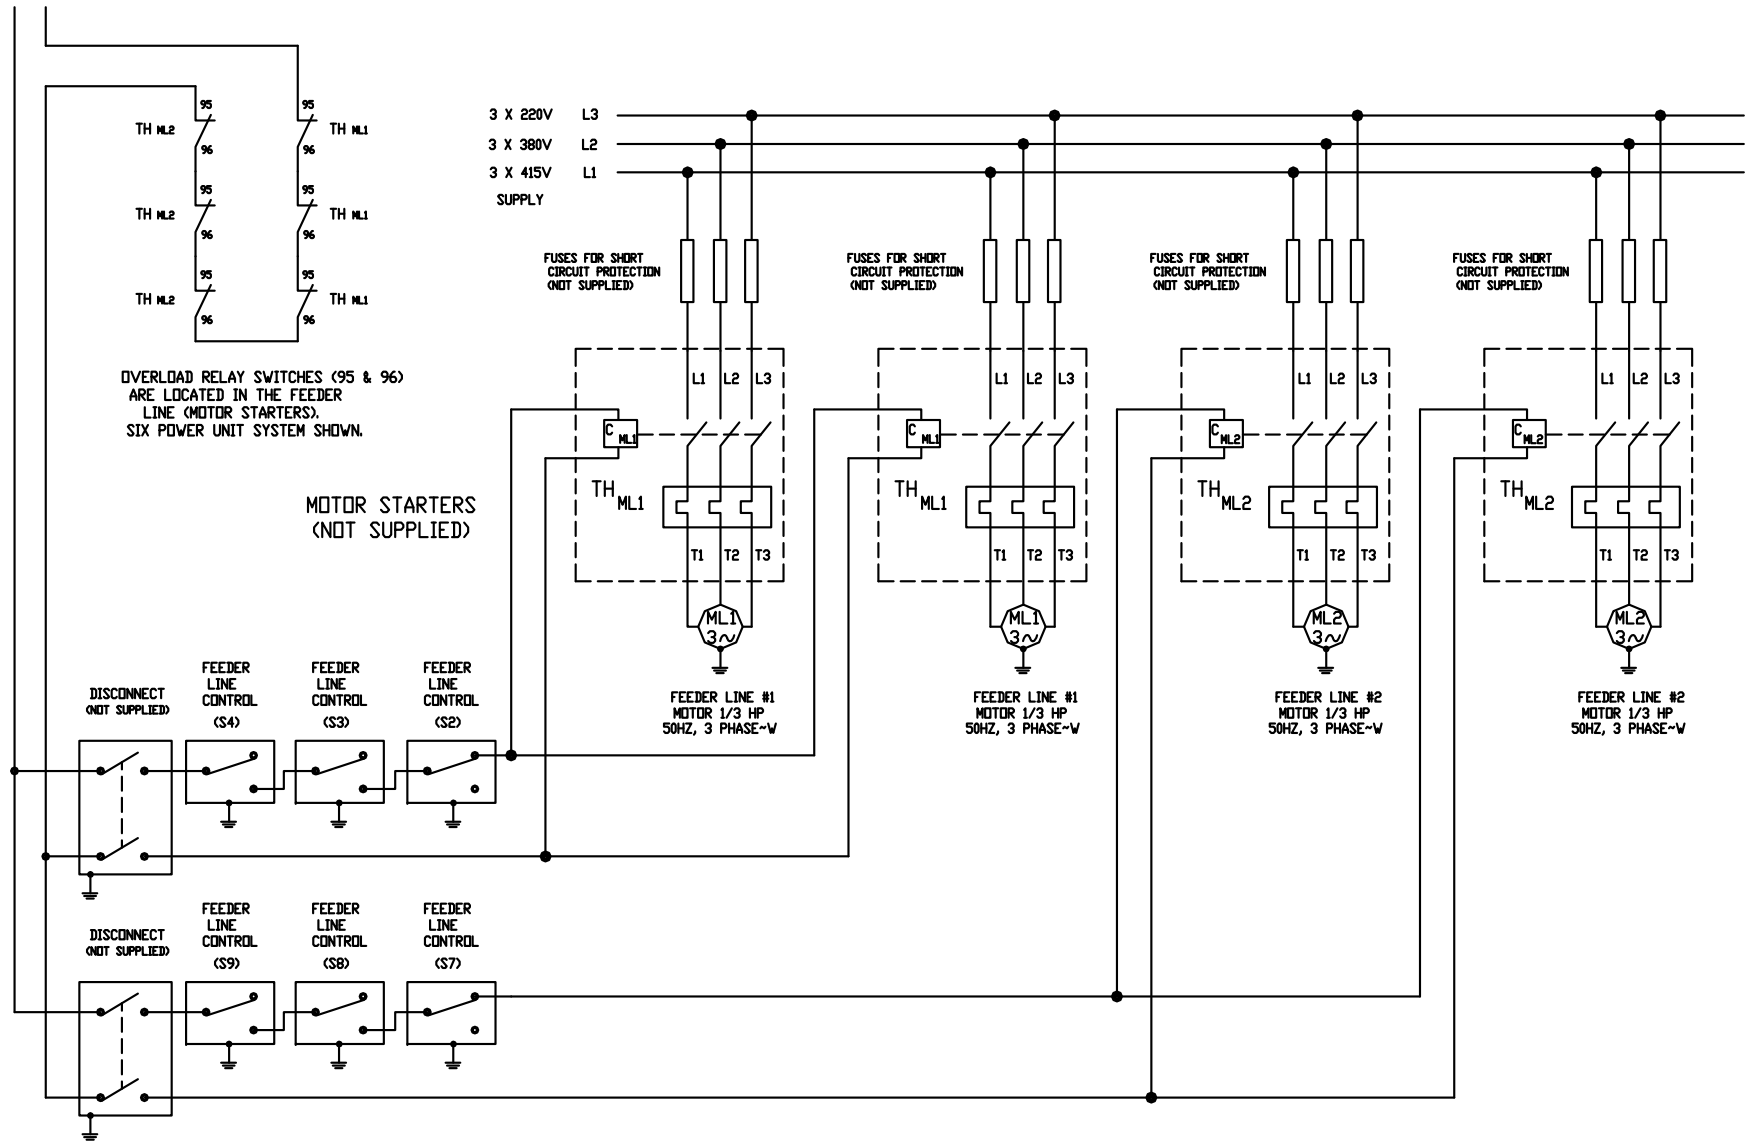 95
95
TH ML2
TH ML1
96
96
95
95
TH ML2
TH ML1
96
96
95
95
TH ML2
TH ML1
96
96
OVERLOAD RELAY SWITCHES (95 & 96)
ARE LOCATED IN THE FEEDER
LINE (MOTOR STARTERS).
SIX POWER UNIT SYSTEM SHOWN.
MOTOR STARTERS
(NOT SUPPLIED)
3 X 220V L3
3 X 380V L2
3 X 415V L1
SUPPLY
FUSES FOR SHORT
CIRCUIT PROTECTION
(NOT SUPPLIED)
FUSES FOR SHORT
CIRCUIT PROTECTION
(NOT SUPPLIED)
FUSES FOR SHORT
CIRCUIT PROTECTION
(NOT SUPPLIED)
FUSES FOR SHORT
CIRCUIT PROTECTION
(NOT SUPPLIED)
L1 L2 L3
C ML1
TH ML1
T1 T2 T3
ML1
3~
FEEDER LINE #1
MOTOR 1/3 HP
50HZ, 3 PHASE~W
L1 L2 L3
C ML1
TH ML1
T1 T2 T3
ML1
3~
FEEDER LINE #1
MOTOR 1/3 HP
50HZ, 3 PHASE~W
L1 L2 L3
C ML2
TH ML2
T1 T2 T3
ML2
3~
FEEDER LINE #2
MOTOR 1/3 HP
50HZ, 3 PHASE~W
L1 L2 L3
C ML2
TH ML2
T1 T2 T3
ML2
3~
FEEDER LINE #2
MOTOR 1/3 HP
50HZ, 3 PHASE~W
DISCONNECT
(NOT SUPPLIED)
FEEDER
LINE
CONTROL
(S4)
FEEDER
LINE
CONTROL
(S3)
FEEDER
LINE
CONTROL
(S2)
DISCONNECT
(NOT SUPPLIED)
FEEDER
LINE
CONTROL
(S9)
FEEDER
LINE
CONTROL
(S8)
FEEDER
LINE
CONTROL
(S7)